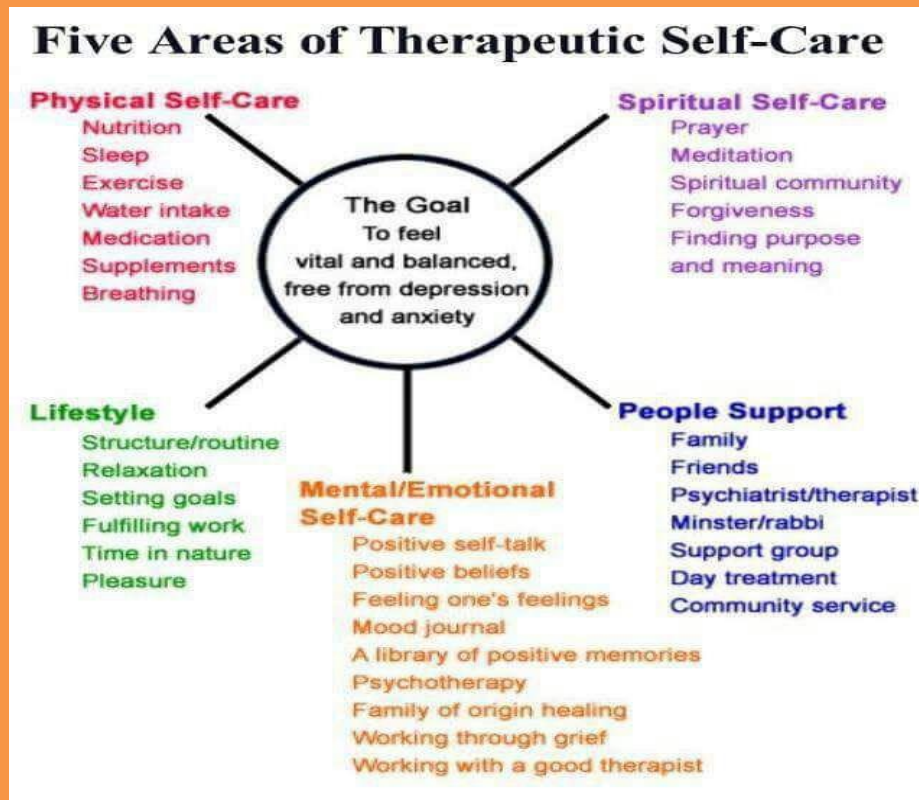 Five Areas of Therapeutic Self-Care
Physical Self-Care
Nutrition
Sleep
Exercise
Water intake
Medication
Supplements
Breathing
Spiritual Self-Care
Prayer
Meditation
Spiritual community
Forgiveness
Finding purpose
and meaning
The Goal
To feel
vital and balanced,
free from depression
and anxiety
Lifestyle
Structure/routine
Relaxation
Setting goals
Fulfilling work
Time in nature
Pleasure
Mental/Emotional
Self-Care
Positive self-talk
Positive beliefs
Feeling one's feelings
Mood journal
A library of positive memories
Psychotherapy
Family of origin healing
Working through grief
Working with a good therapist
People Support
Family
Friends
Psychiatrist/therapist
Minster/rabbi
Support group
Day treatment
Community service